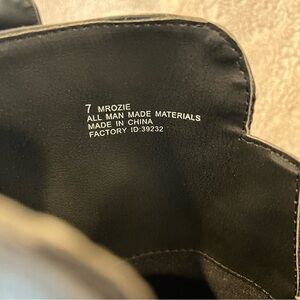 7 MROZIE
ALL MAN MADE MATERIALS
MADE IN CHINA
FACTORY ID:39232